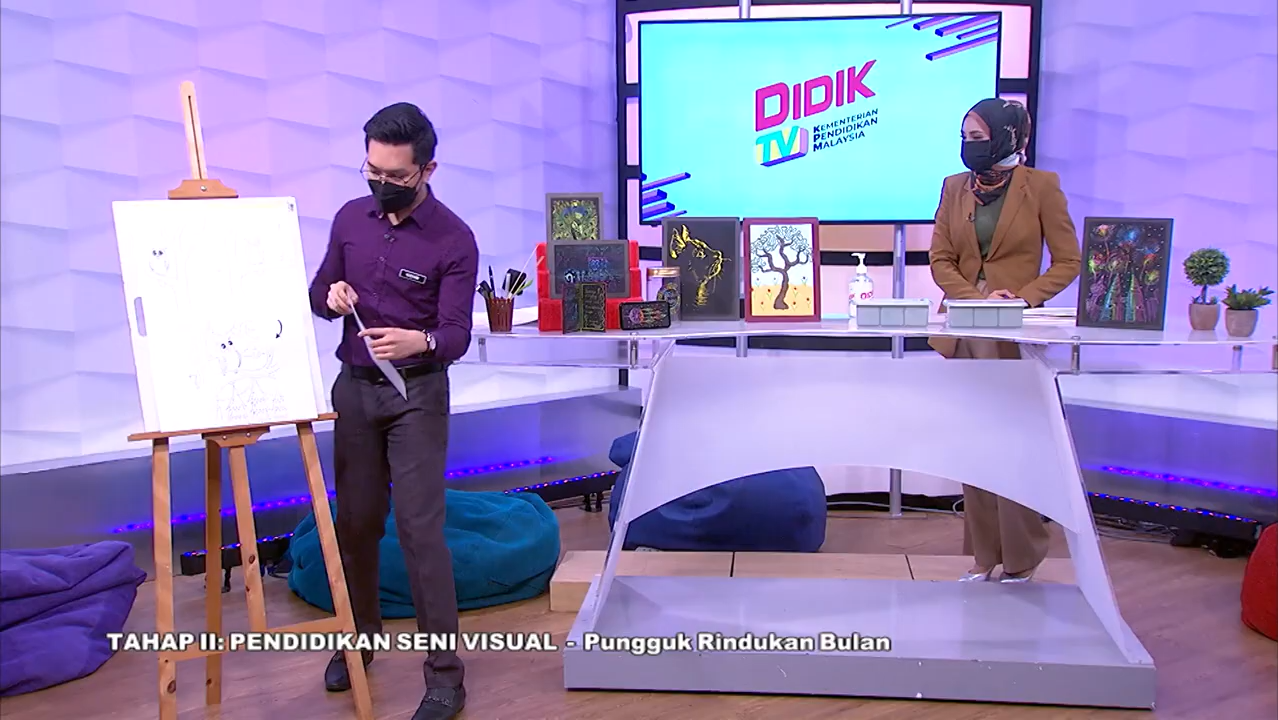 DIDIK
TV
KEMENTERIAN
PENDIDIKAN
MALAYSIA
TAHAP II: PENDIDIKAN SENI VISUAL - Pungguk Rindukan Bulan